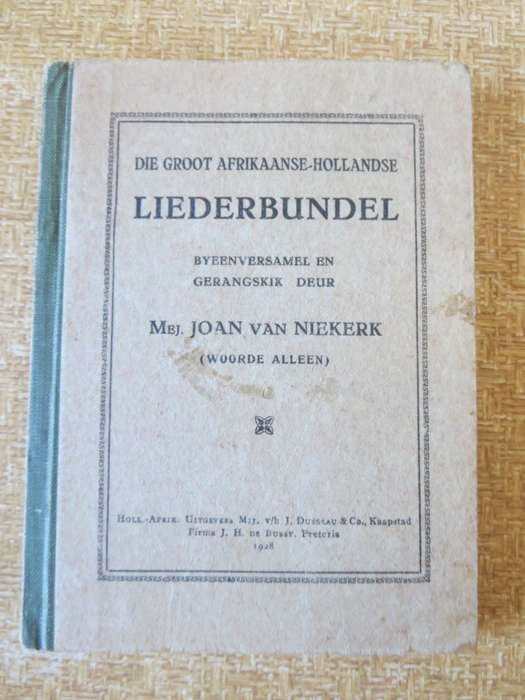 DIE GROOT AFRIKAANSE-HOLLANDSE
LIEDERBUNDEL
BYEENVERSAMEL EN
GERANGSKIK DEUR
MEJ. JOAN VAN NIEKERK
(WOORDE ALLEEN)
HOLL.-AFRIK. UITGEVERS MIJ. v/h J. DUSSEAU & Co., Kaapstad
Firma J. H. DE BUSSY. Pretoria
1928